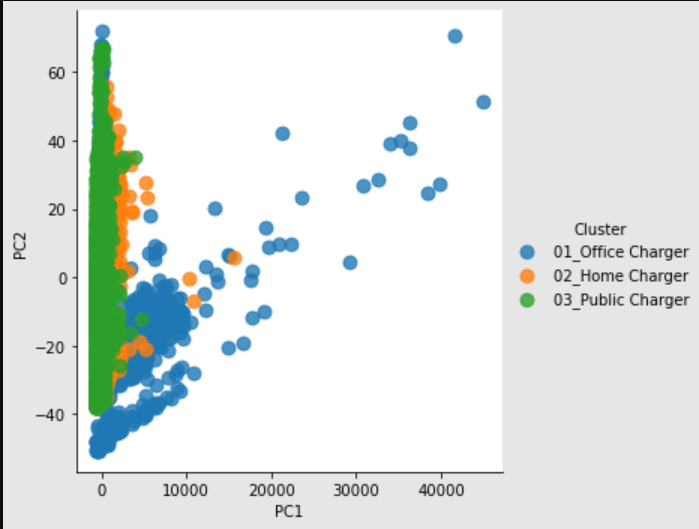 60
40
20
0
−20
−40
PC2
0
10000
20000
30000
40000
PC1
Cluster
01_Office Charger
02_Home Charger
03_Public Charger